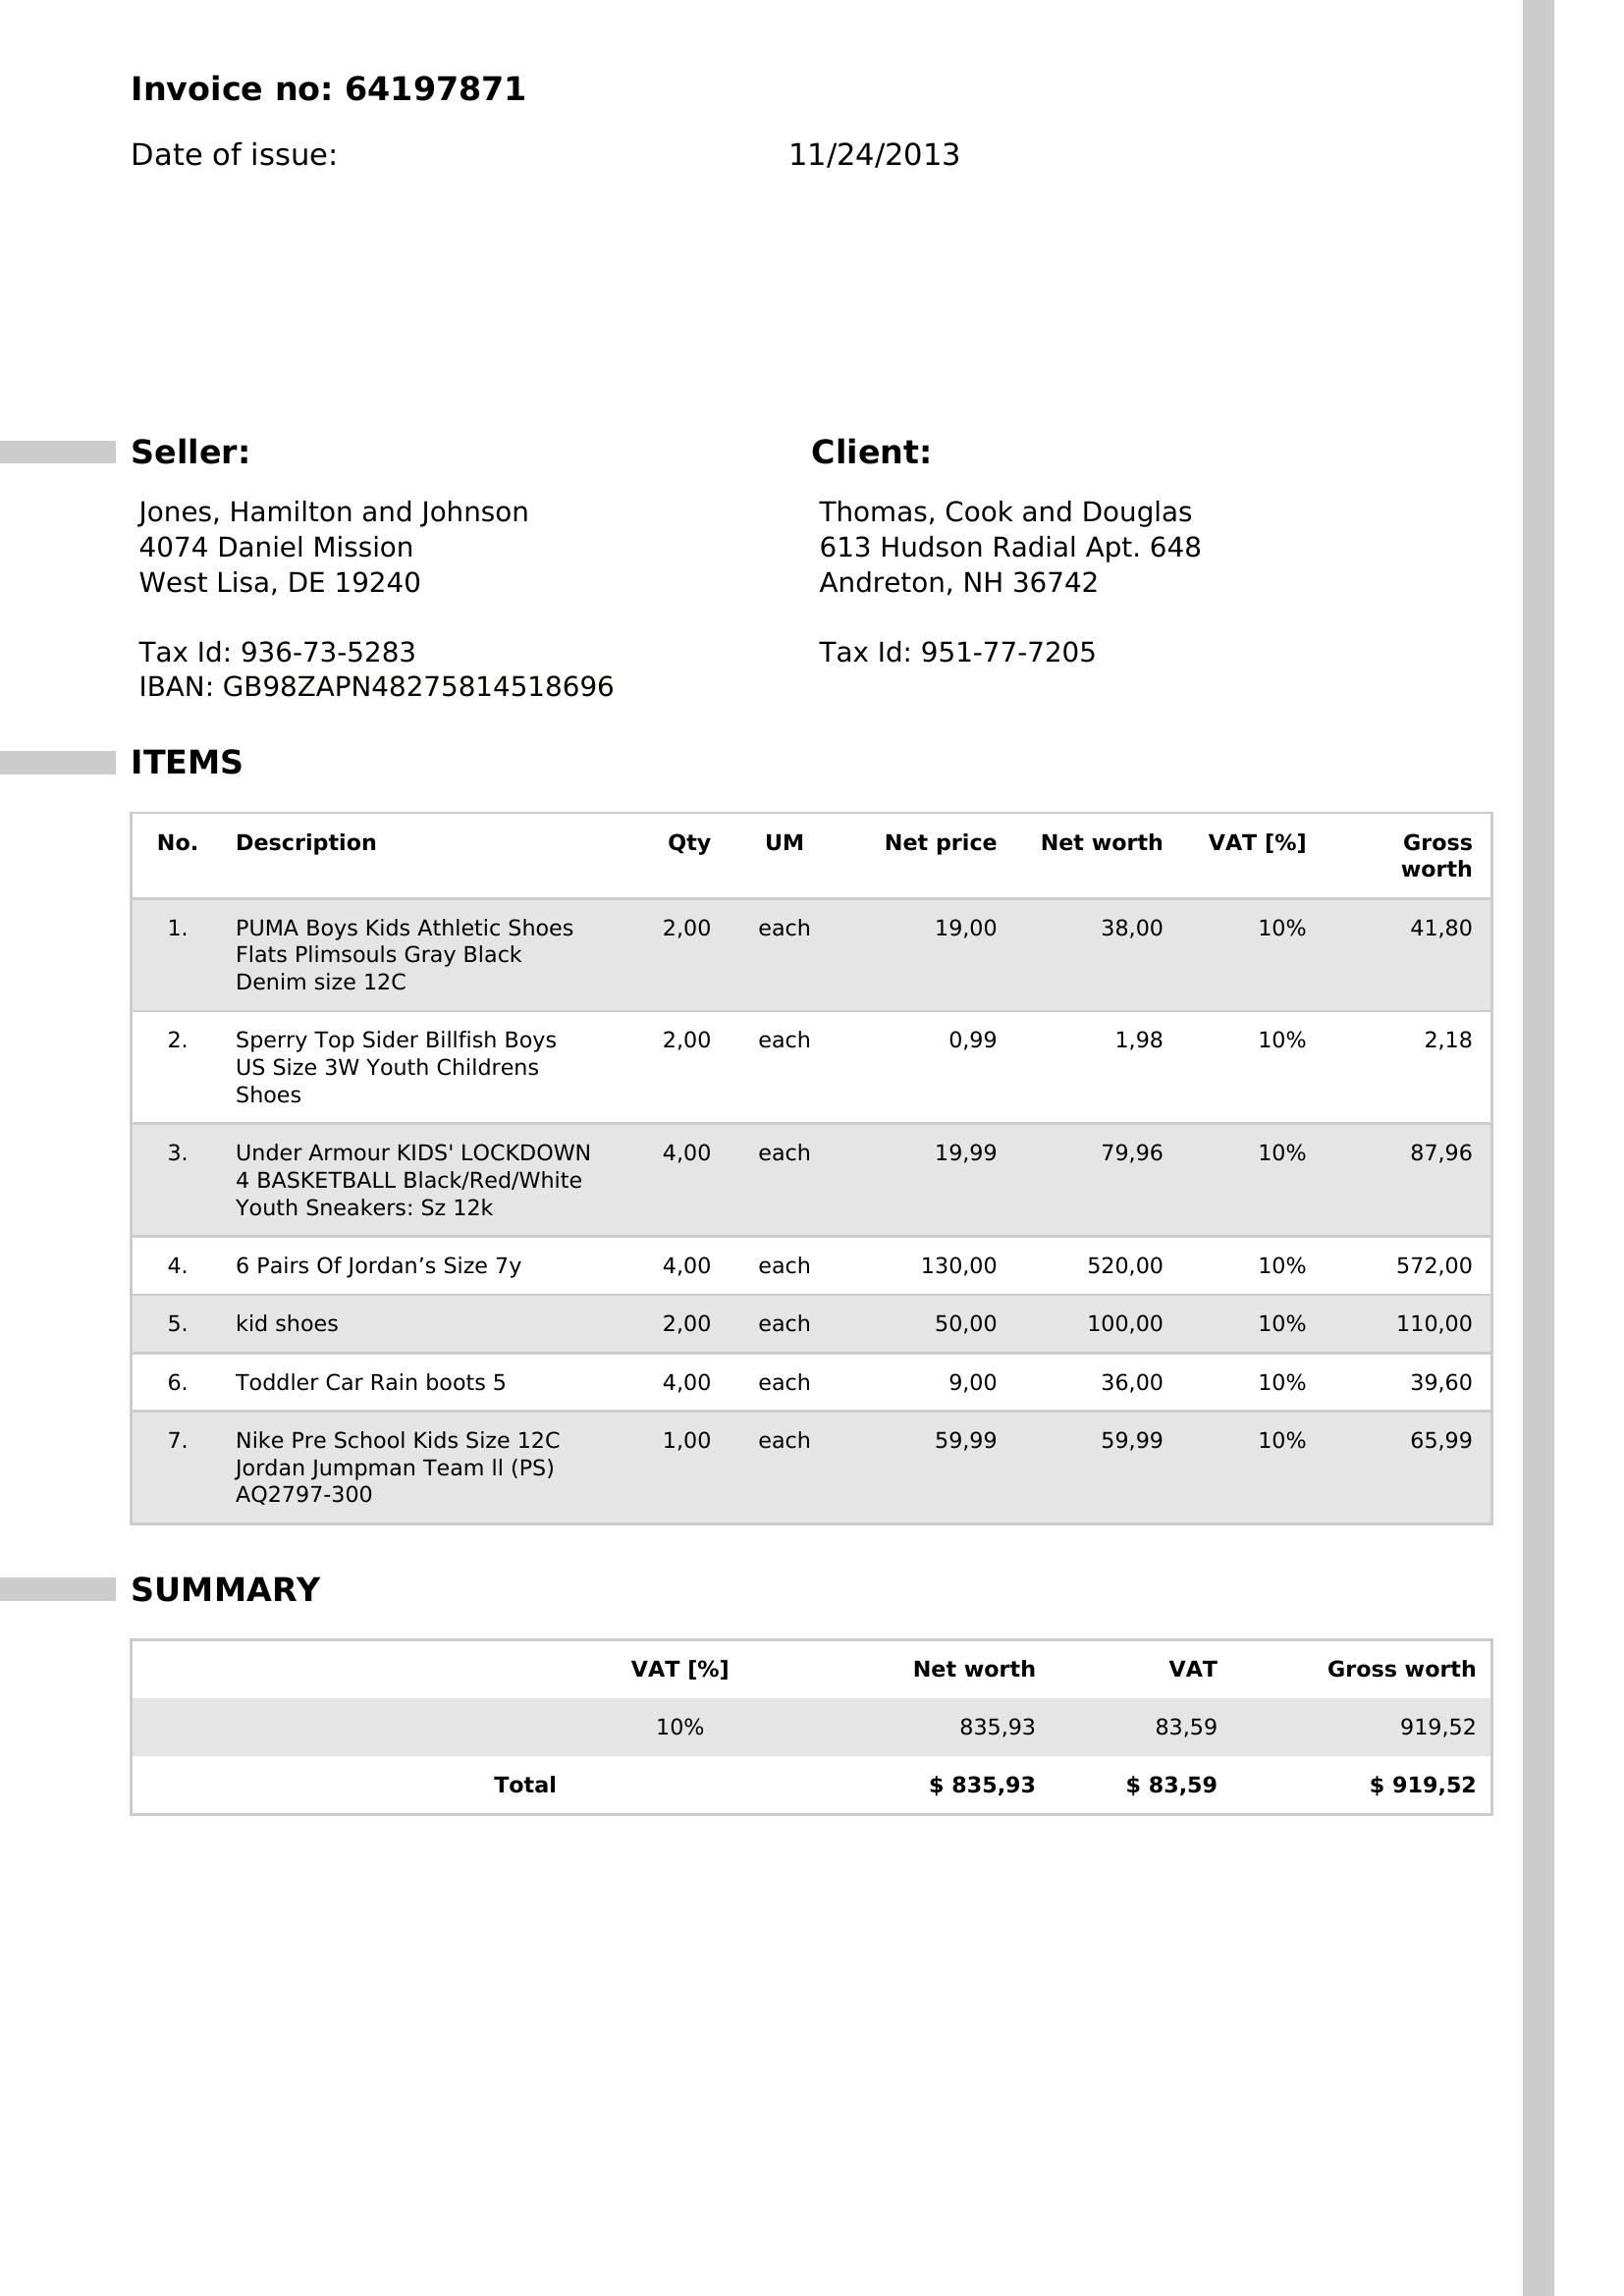 Invoice no: 64197871
Date of issue: 11/24/2013
Seller:
Jones, Hamilton and Johnson
4074 Daniel Mission
West Lisa, DE 19240
Tax Id: 936-73-5283
IBAN: GB98ZAPN48275814518696
Client:
Thomas, Cook and Douglas
613 Hudson Radial Apt. 648
Andreton, NH 36742
Tax Id: 951-77-7205
ITEMS
No. Description Qty UM Net price Net worth VAT [%] Gross
worth
1. PUMA Boys Kids Athletic Shoes 2,00 each 19,00 38,00 10% 41,80
Flats Plimsouls Gray Black
Denim size 12C
2. Sperry Top Sider Billfish Boys 2,00 each 0,99 1,98 10% 2,18
US Size 3W Youth Childrens
Shoes
3. Under Armour KIDS' LOCKDOWN 4,00 each 19,99 79,96 10% 87,96
4 BASKETBALL Black/Red/White
Youth Sneakers: Sz 12k
4. 6 Pairs Of Jordan’s Size 7y 4,00 each 130,00 520,00 10% 572,00
5. kid shoes 2,00 each 50,00 100,00 10% 110,00
6. Toddler Car Rain boots 5 4,00 each 9,00 36,00 10% 39,60
7. Nike Pre School Kids Size 12C 1,00 each 59,99 59,99 10% 65,99
Jordan Jumpman Team ll (PS)
AQ2797-300
SUMMARY
VAT [%] Net worth VAT Gross worth
10% 835,93 83,59 919,52
Total $ 835,93 $ 83,59 $ 919,52